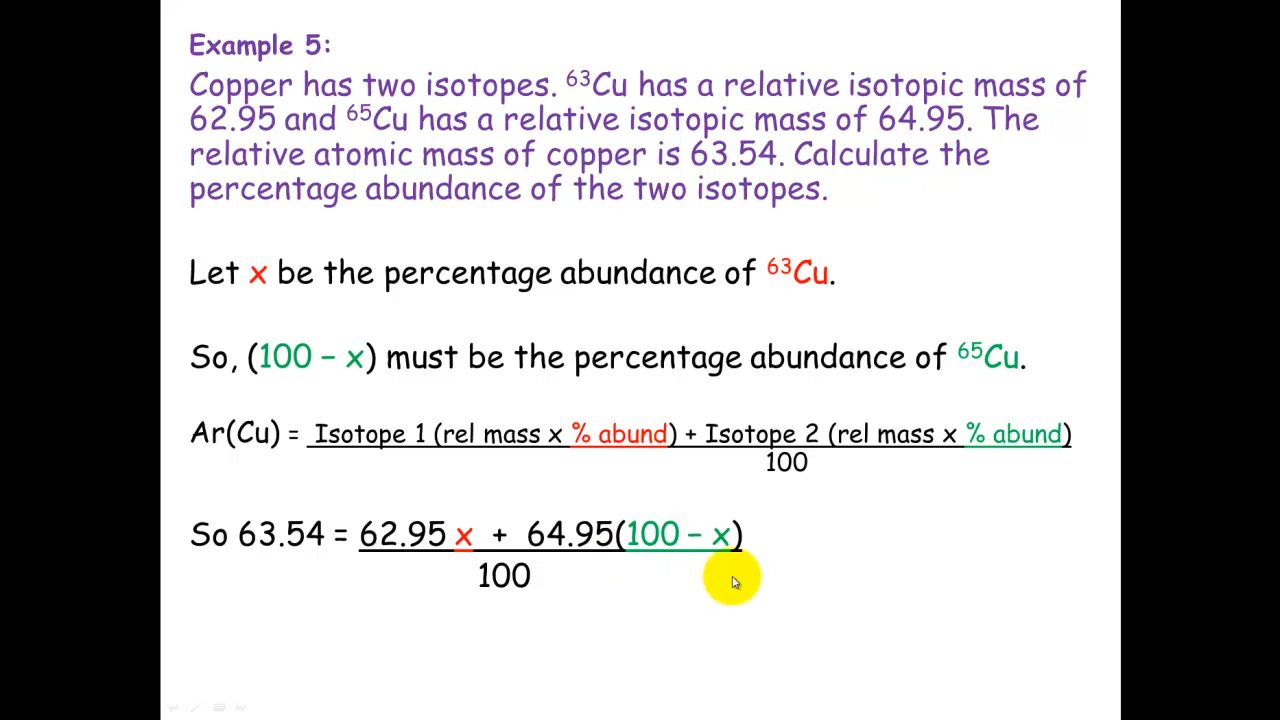 Example 5:
Copper has two isotopes. ⁶³Cu has a relative isotopic mass of
62.95 and ⁶⁵Cu has a relative isotopic mass of 64.95. The
relative atomic mass of copper is 63.54. Calculate the
percentage abundance of the two isotopes.
Let x be the percentage abundance of ⁶³Cu.
So, (100 – x) must be the percentage abundance of ⁶⁵Cu.
Ar(Cu) = Isotope 1 (rel mass x % abund) + Isotope 2 (rel mass x % abund)
100
So 63.54 = 62.95 x + 64.95(100 – x)
100